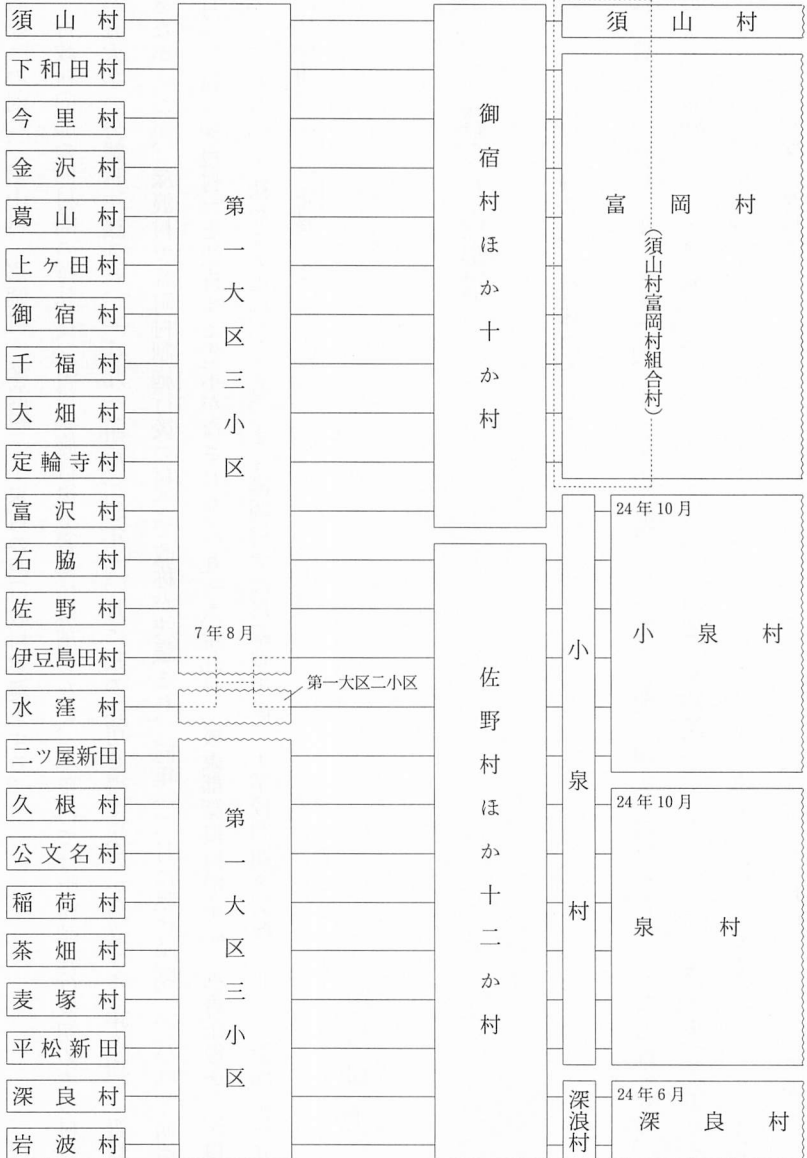 須山村
下和田村
今里村
金沢村
葛山村
上ヶ田村
御宿村
千福村
大畑村
定輪寺村
富沢村
石脇村
佐野村
伊豆島田村
水窪村
二ッ屋新田
久根村
公文名村
稲荷村
茶畑村
麦塚村
平松新田
深良村
岩波村
第一大区三小区
7年8月
第一大区二小区
第一大区三小区
御宿村ほか十か村
佐野村ほか十二か村
須山村
富岡村
(須山村富岡村組合村)
小泉村
深浪村
24年10月
小泉村
24年10月
泉村
24年6月
深良村